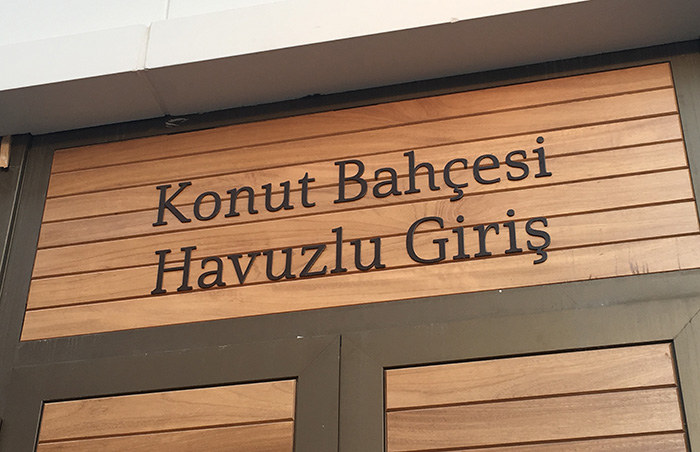 Konut Bahçesi
Havuzlu Giriş